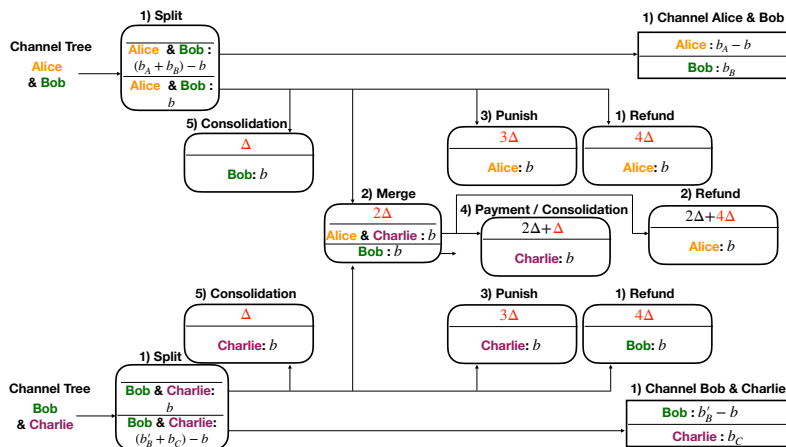 1) Split
1) Channel Alice & Bob
Channel Tree
Alice
& Bob
Alice & Bob :
(b_A + b_B) − b
Alice & Bob :
b
Alice : b_A − b
Bob : b_B
5) Consolidation
Δ
Bob: b
3) Punish
3Δ
Alice: b
1) Refund
4Δ
Alice: b
2) Merge
2Δ
Alice & Charlie : b
Bob : b
4) Payment / Consolidation
2Δ+Δ
Charlie: b
2) Refund
2Δ+4Δ
Alice: b
5) Consolidation
Δ
Charlie: b
3) Punish
3Δ
Charlie: b
1) Refund
4Δ
Bob: b
1) Split
Channel Tree
Bob
& Charlie
Bob & Charlie:
b
Bob & Charlie:
(b′_B + b_C) − b
1) Channel Bob & Charlie
Bob : b′_B − b
Charlie : b_C